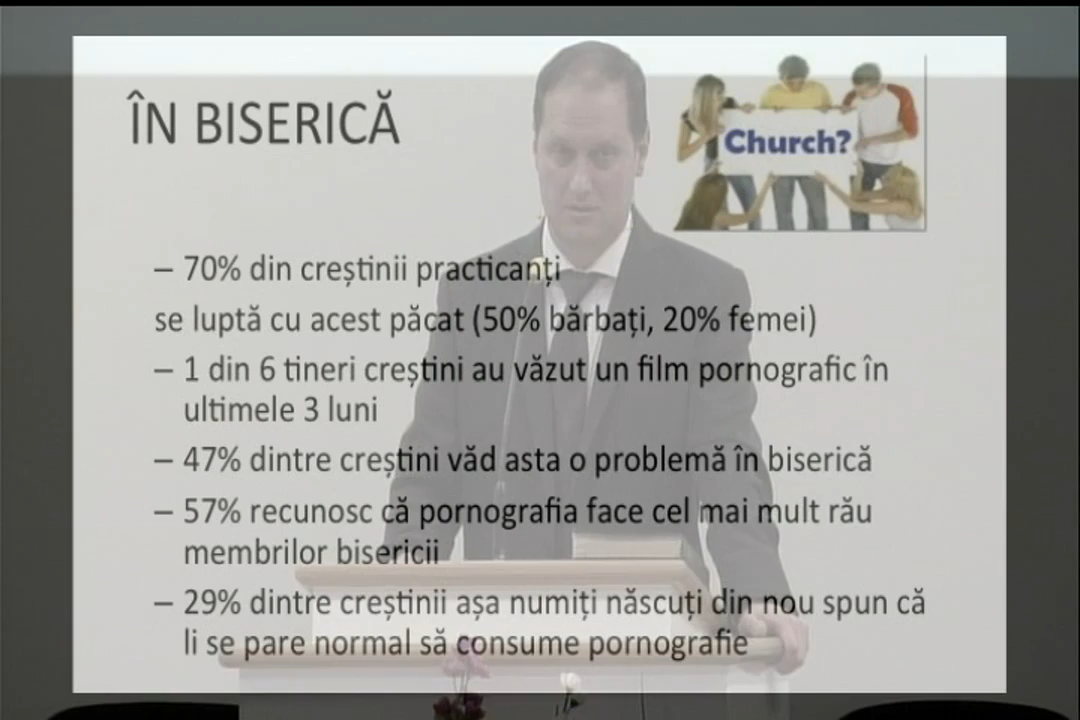 ÎN BISERICĂ
Church?
– 70% din creștinii practicanți
se luptă cu acest păcat (50% bărbați, 20% femei)
– 1 din 6 tineri creștini au văzut un film pornografic în
ultimele 3 luni
– 47% dintre creștini văd asta o problemă în biserică
– 57% recunosc că pornografia face cel mai mult rău
membrilor bisericii
– 29% dintre creștinii așa numiți născuți din nou spun că
li se pare normal să consume pornografie